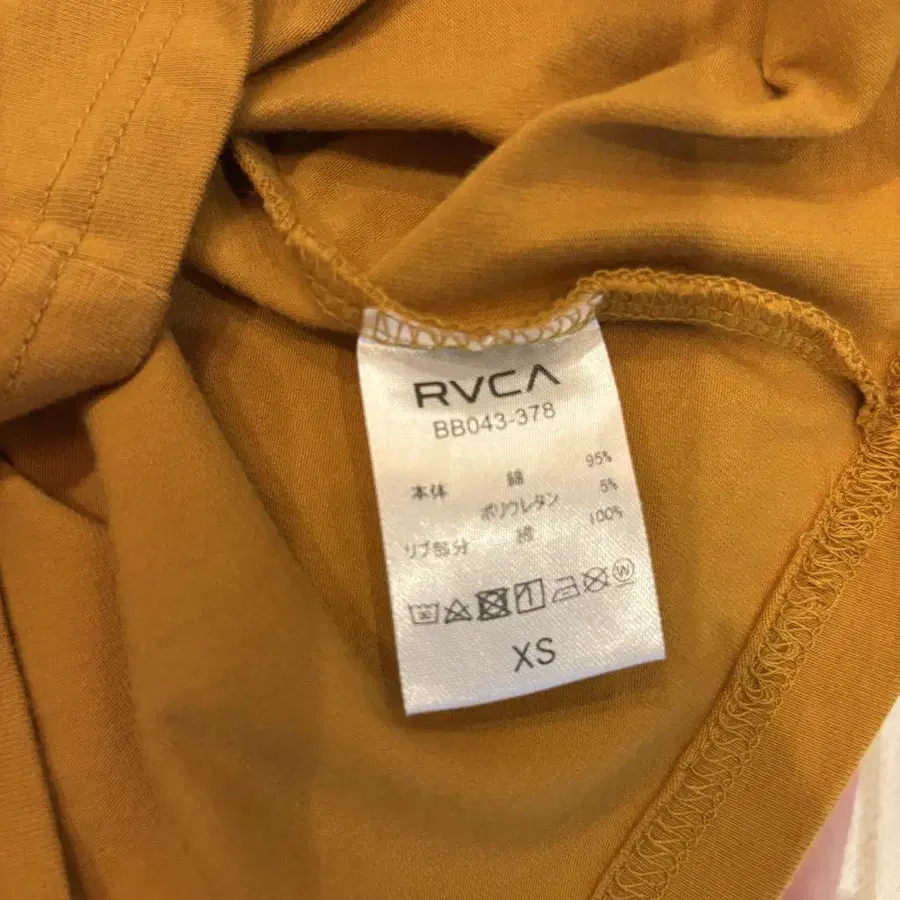 RVCA
BB043-378
本体 綿 95%
ポリウレタン 5%
リブ部分 綿 100%
W
XS